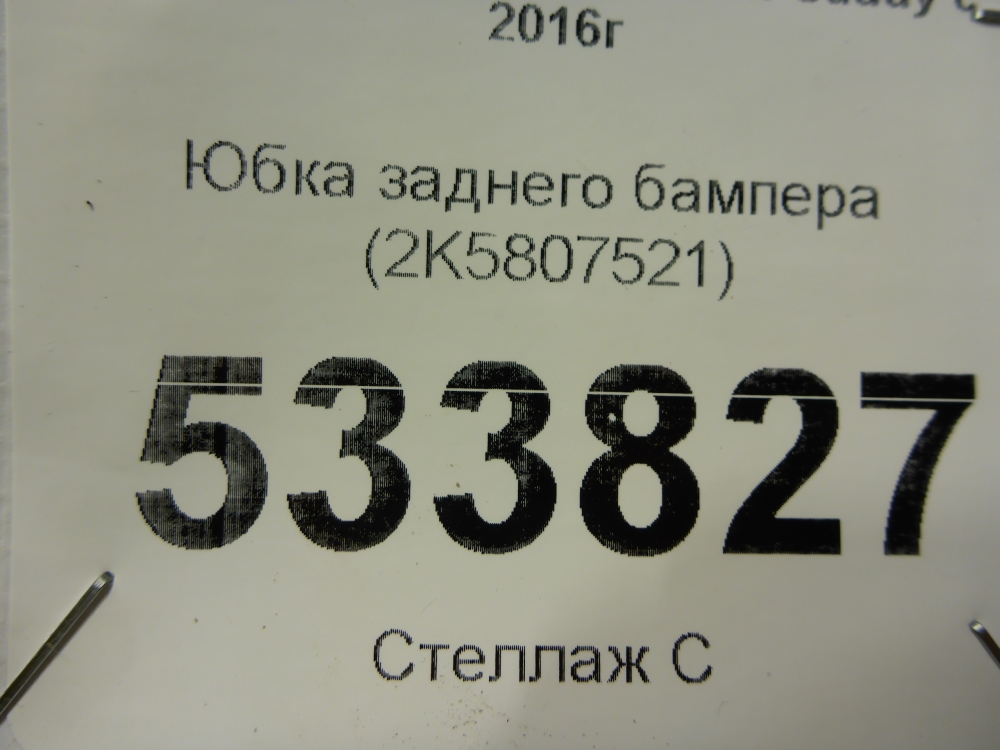 2016г
Юбка заднего бампера
(2K5807521)
533827
Стеллаж С